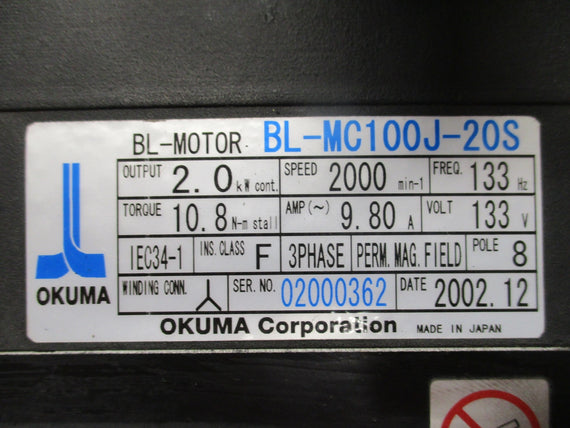 BL-MOTOR BL-MC100J-20S
OUTPUT 2.0 kW cont. SPEED 2000 min-1 FREQ. 133 Hz
TORQUE 10.8 N-m stall AMP(~) 9.80 A VOLT 133 V
IEC34-1 INS.CLASS F 3PHASE PERM.MAG.FIELD POLE 8
WINDING CONN. SER.NO. 02000362 DATE 2002.12
OKUMA
OKUMA Corporation MADE IN JAPAN